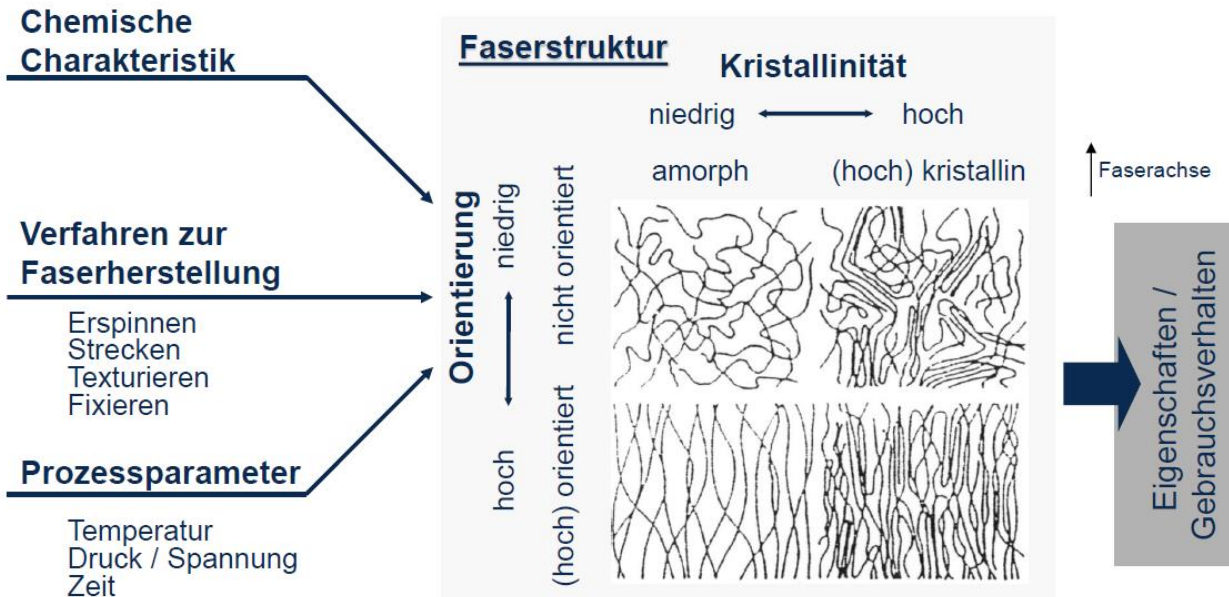 Chemische
Charakteristik
Verfahren zur
Faserherstellung
Erspinnen
Strecken
Texturieren
Fixieren
Prozessparameter
Temperatur
Druck / Spannung
Zeit
Faserstruktur
Kristallinität
niedrig
hoch
amorph
(hoch) kristallin
Orientierung
niedrig
hoch
nicht orientiert
(hoch) orientiert
Faserachse
Eigenschaften /
Gebrauchsverhalten